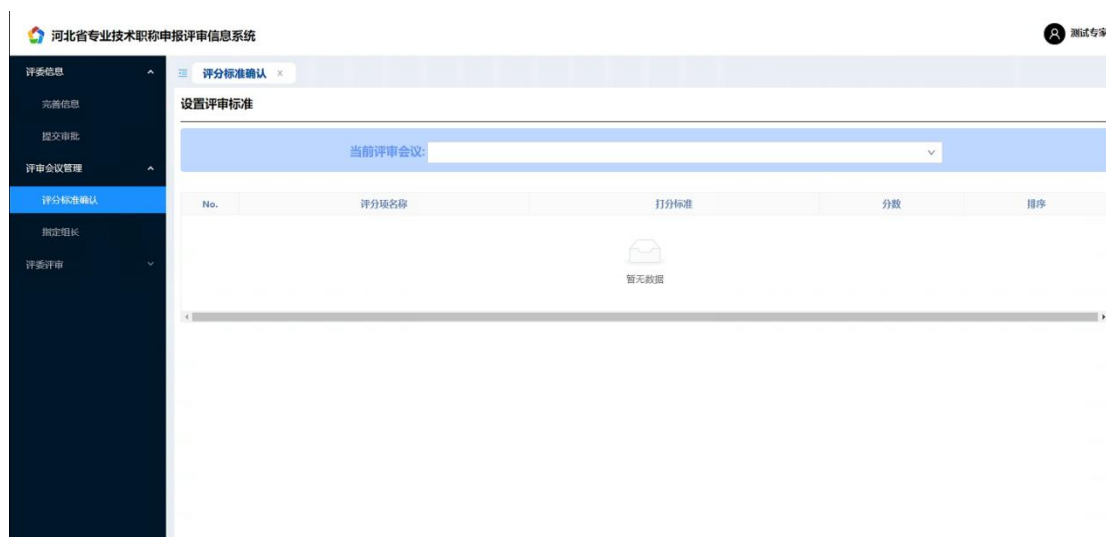 河北省专业技术职称申报评审信息系统
测试专家
评委信息
完善信息
提交审批
评审会议管理
评分标准确认
指定组长
评委评审
评分标准确认 ×
设置评审标准
当前评审会议:
No. 评分项名称 打分标准 分数 排序
暂无数据